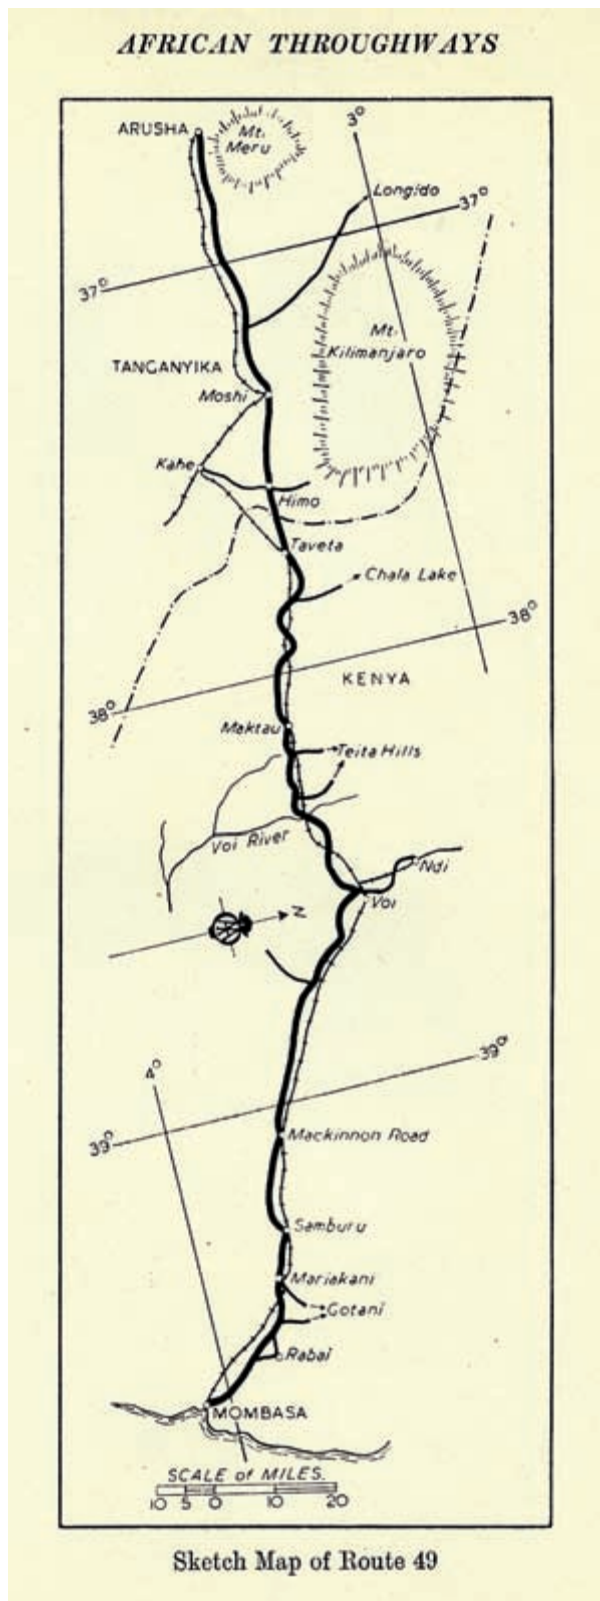 AFRICAN THROUGHWAYS
ARUSHA
Mt.
Meru
3°
Longido
37°
37°
Mt.
Kilimanjaro
TANGANYIKA
Moshi
Kahe
Himo
Taveta
Chala Lake
38°
KENYA
38°
Maktau
Teita Hills
Voi River
Ndi
Voi
N
39°
4°
39°
Mackinnon Road
Samburu
Mariakani
Gotani
Rabai
MOMBASA
SCALE of MILES.
10 5 0 10 20
Sketch Map of Route 49